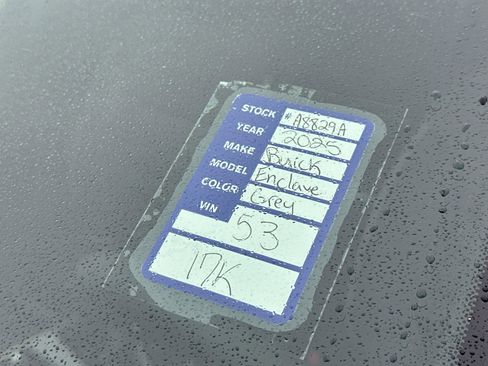 STOCK # A8829A
YEAR 2025
MAKE Buick
MODEL Enclave
COLOR Grey
VIN 53
17K